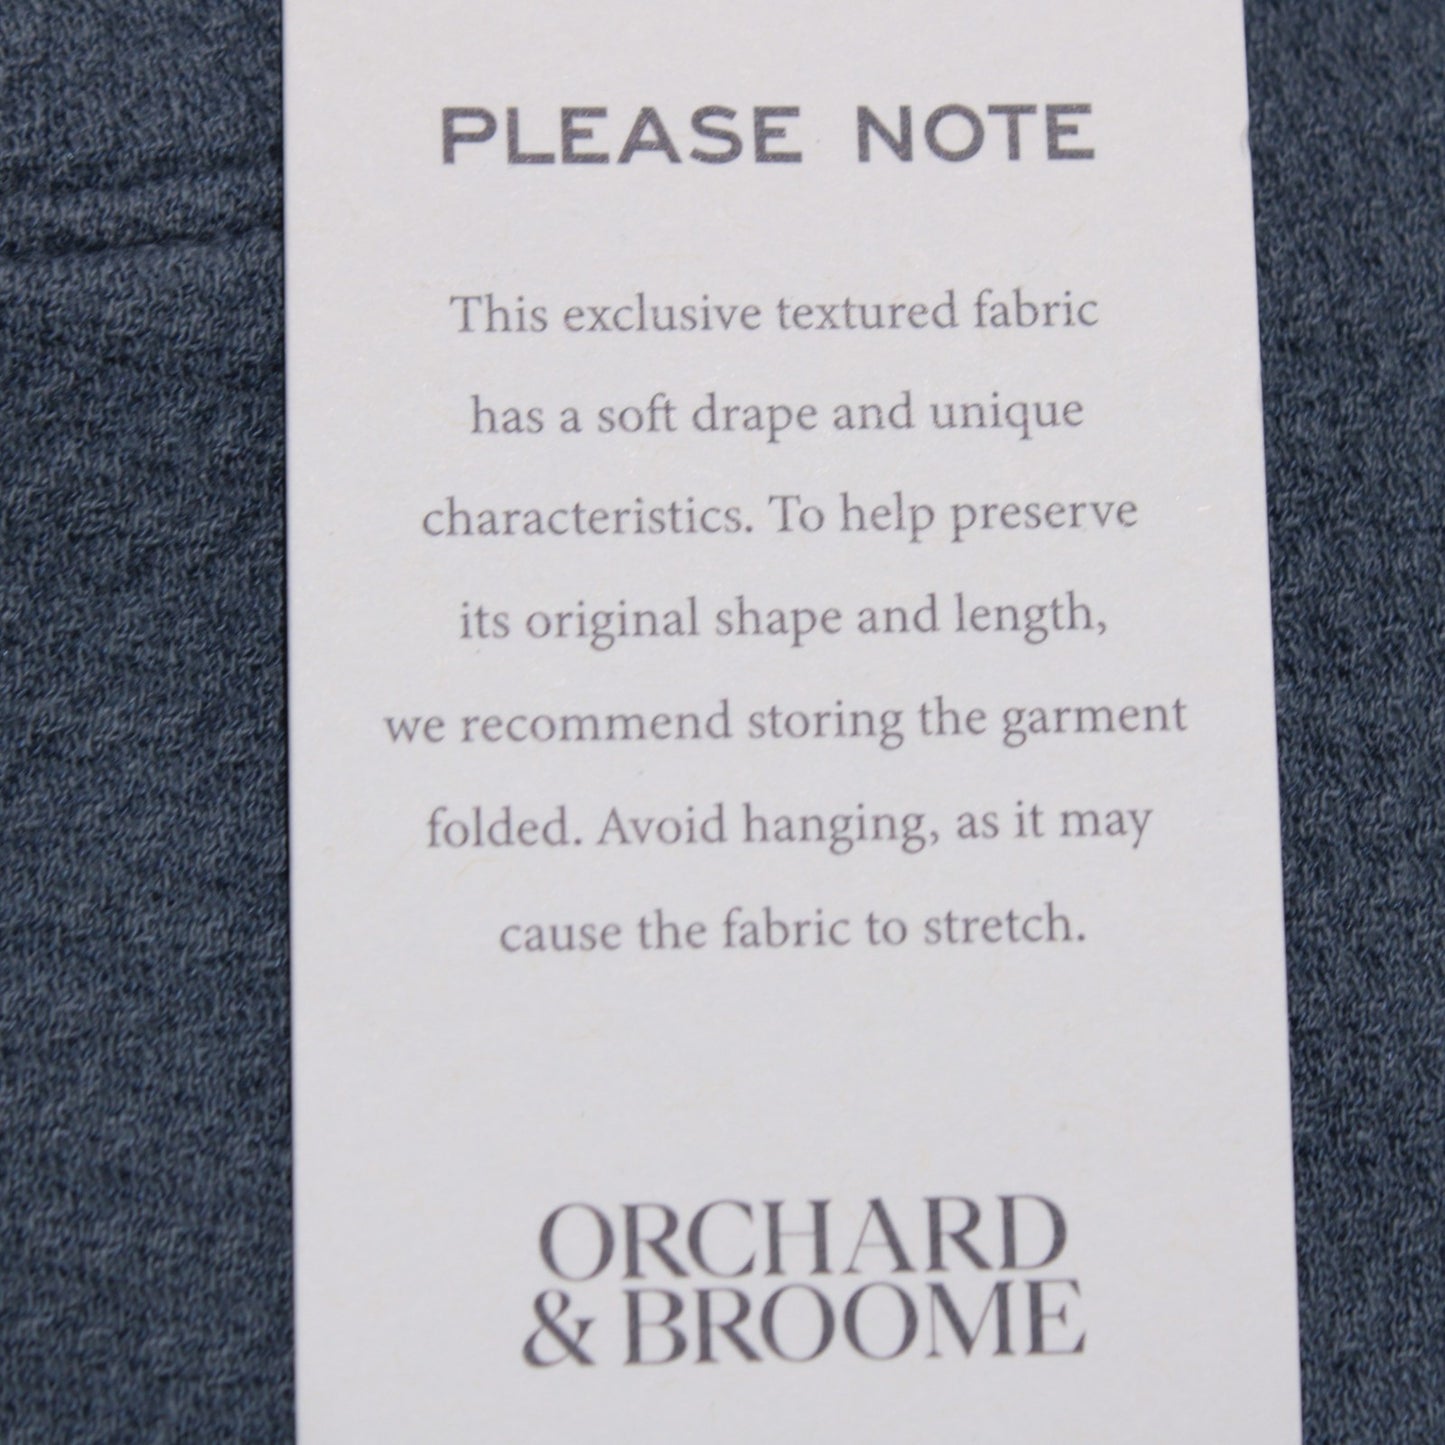 PLEASE NOTE
This exclusive textured fabric
has a soft drape and unique
characteristics. To help preserve
its original shape and length,
we recommend storing the garment
folded. Avoid hanging, as it may
cause the fabric to stretch.
ORCHARD
& BROOME